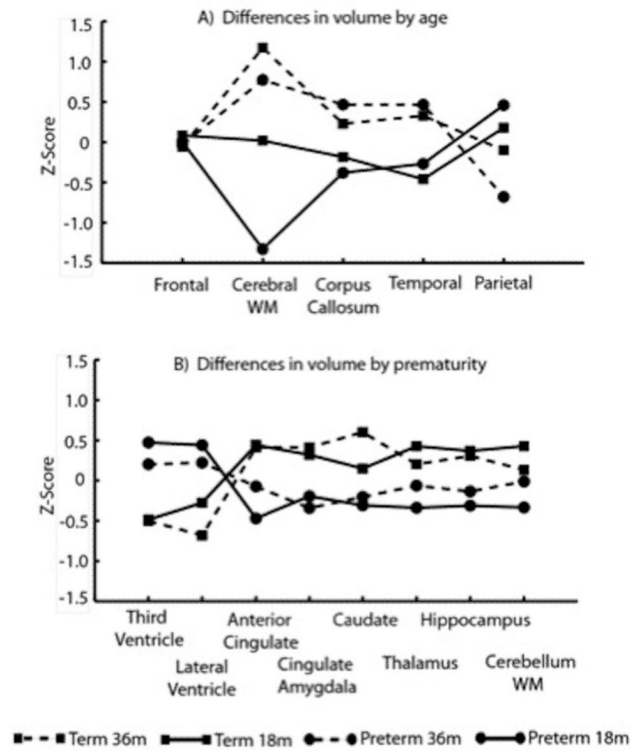 A) Differences in volume by age
1.5
1.0
0.5
0
-0.5
-1.0
-1.5
Z-Score
Frontal
Cerebral
WM
Corpus
Callosum
Temporal
Parietal
B) Differences in volume by prematurity
1.5
1.0
0.5
0
-0.5
-1.0
-1.5
Z-Score
Third
Ventricle
Lateral
Ventricle
Anterior
Cingulate
Cingulate
Amygdala
Caudate
Thalamus
Hippocampus
Cerebellum
WM
Term 36m
Term 18m
Preterm 36m
Preterm 18m